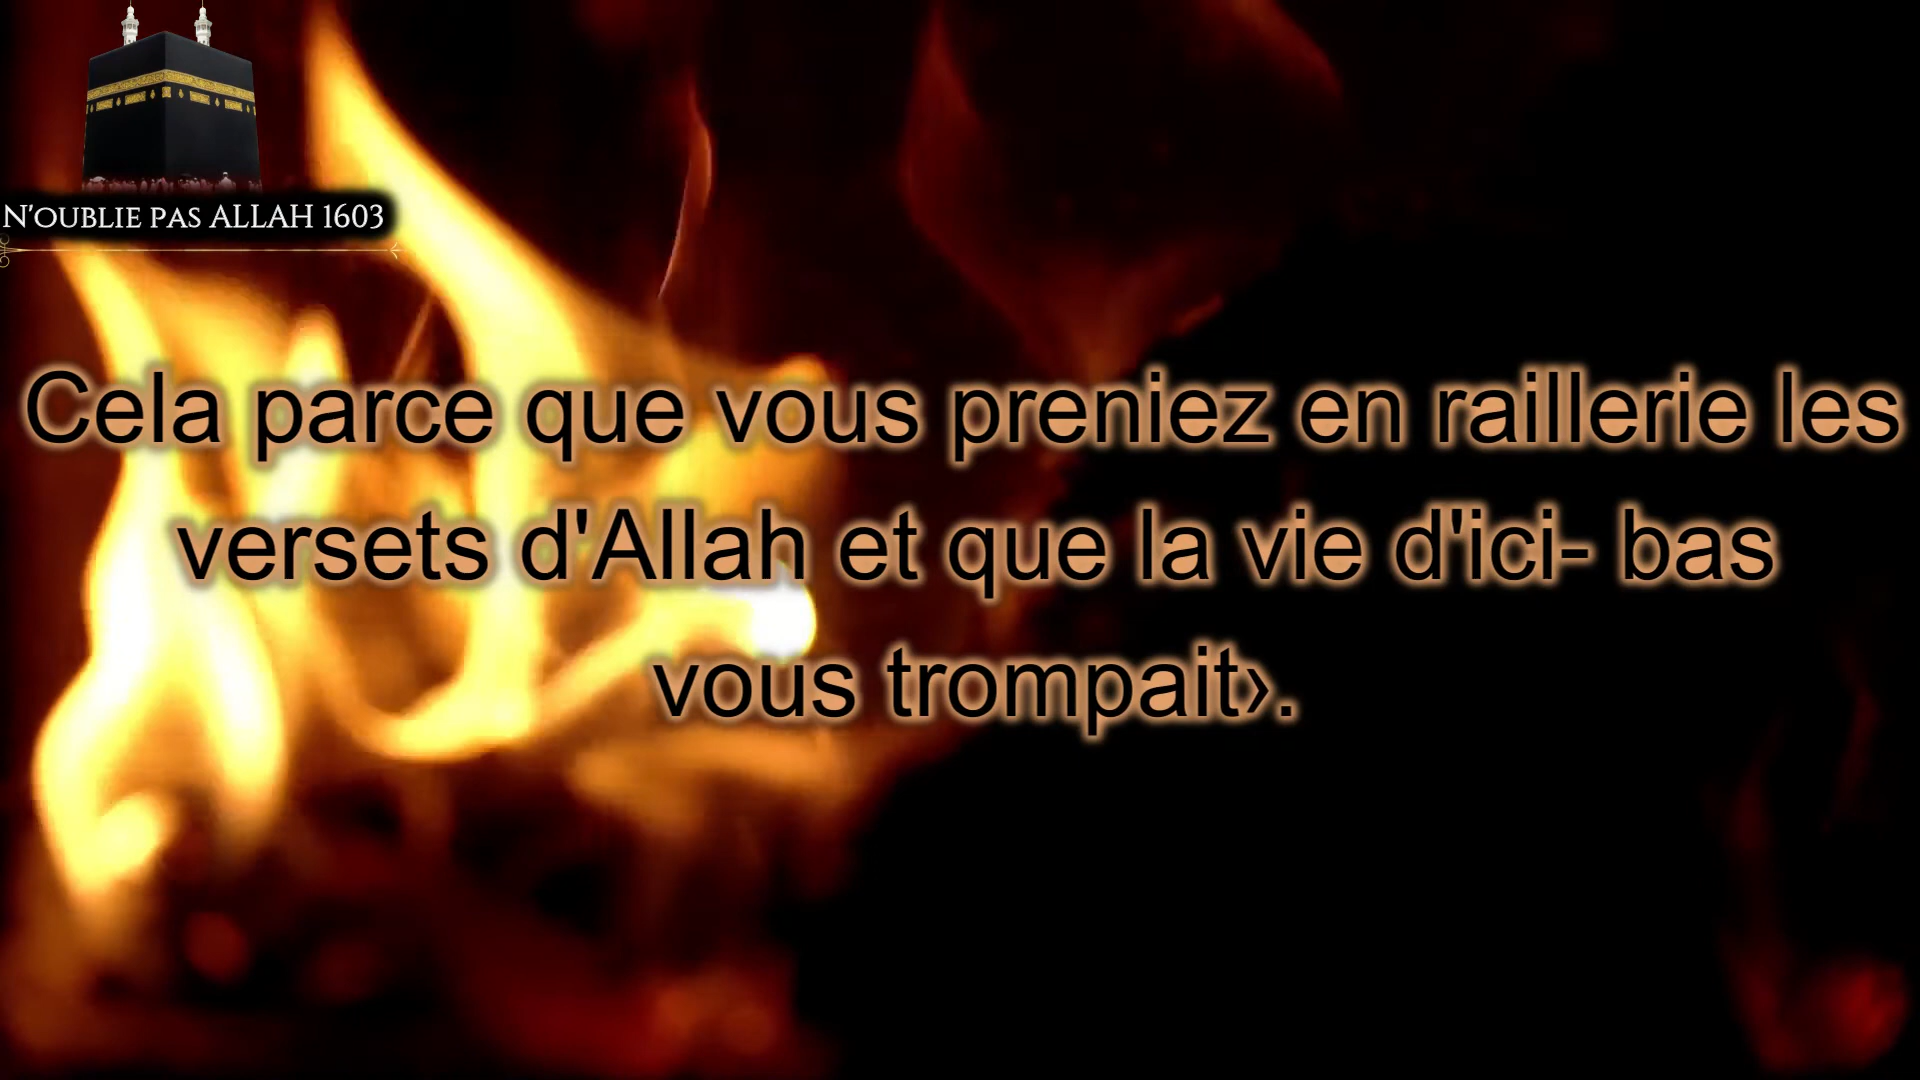 N'OUBLIE PAS ALLAH 1603
Cela parce que vous preniez en raillerie les
versets d'Allah et que la vie d'ici- bas
vous trompait›.